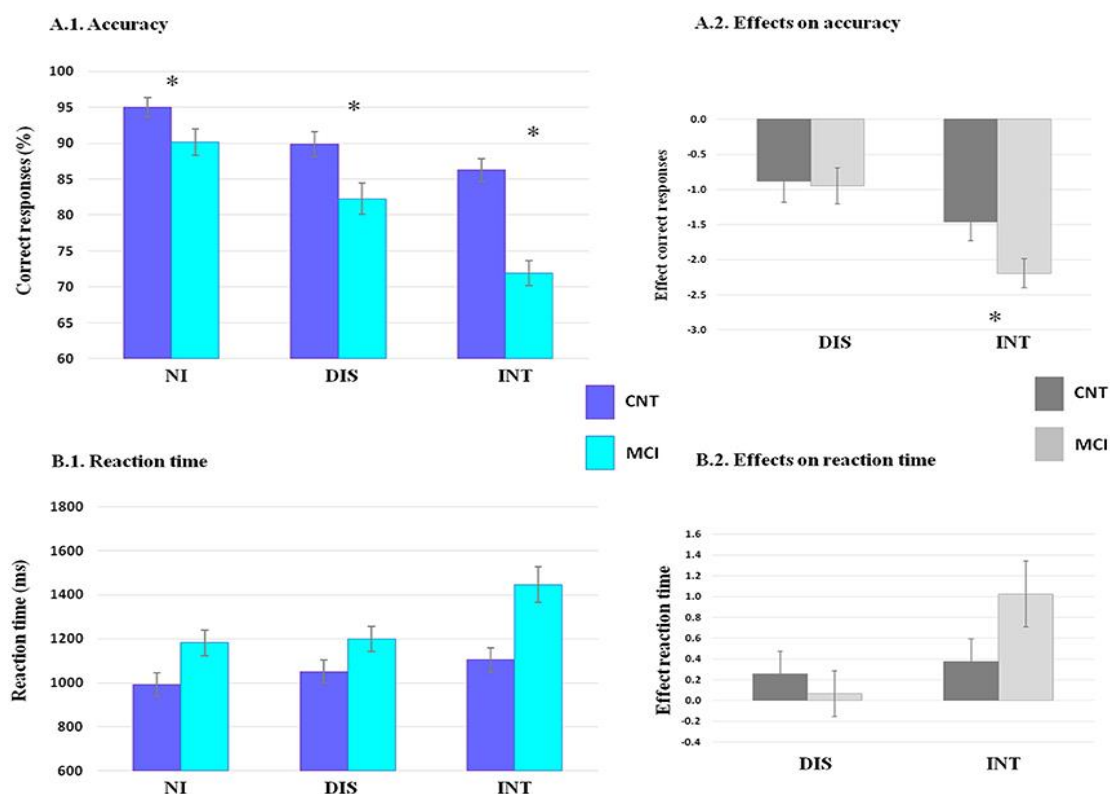 A.1. Accuracy
Correct responses (%)
100
95
90
85
80
75
70
65
60
*
*
*
NI DIS INT
A.2. Effects on accuracy
Effect correct responses
0.0
-0.5
-1.0
-1.5
-2.0
-2.5
-3.0
*
DIS INT
CNT
MCI
CNT
MCI
B.1. Reaction time
Reaction time (ms)
1800
1600
1400
1200
1000
800
600
NI DIS INT
B.2. Effects on reaction time
Effect reaction time
1.6
1.4
1.2
1.0
0.8
0.6
0.4
0.2
0.0
-0.2
-0.4
DIS INT